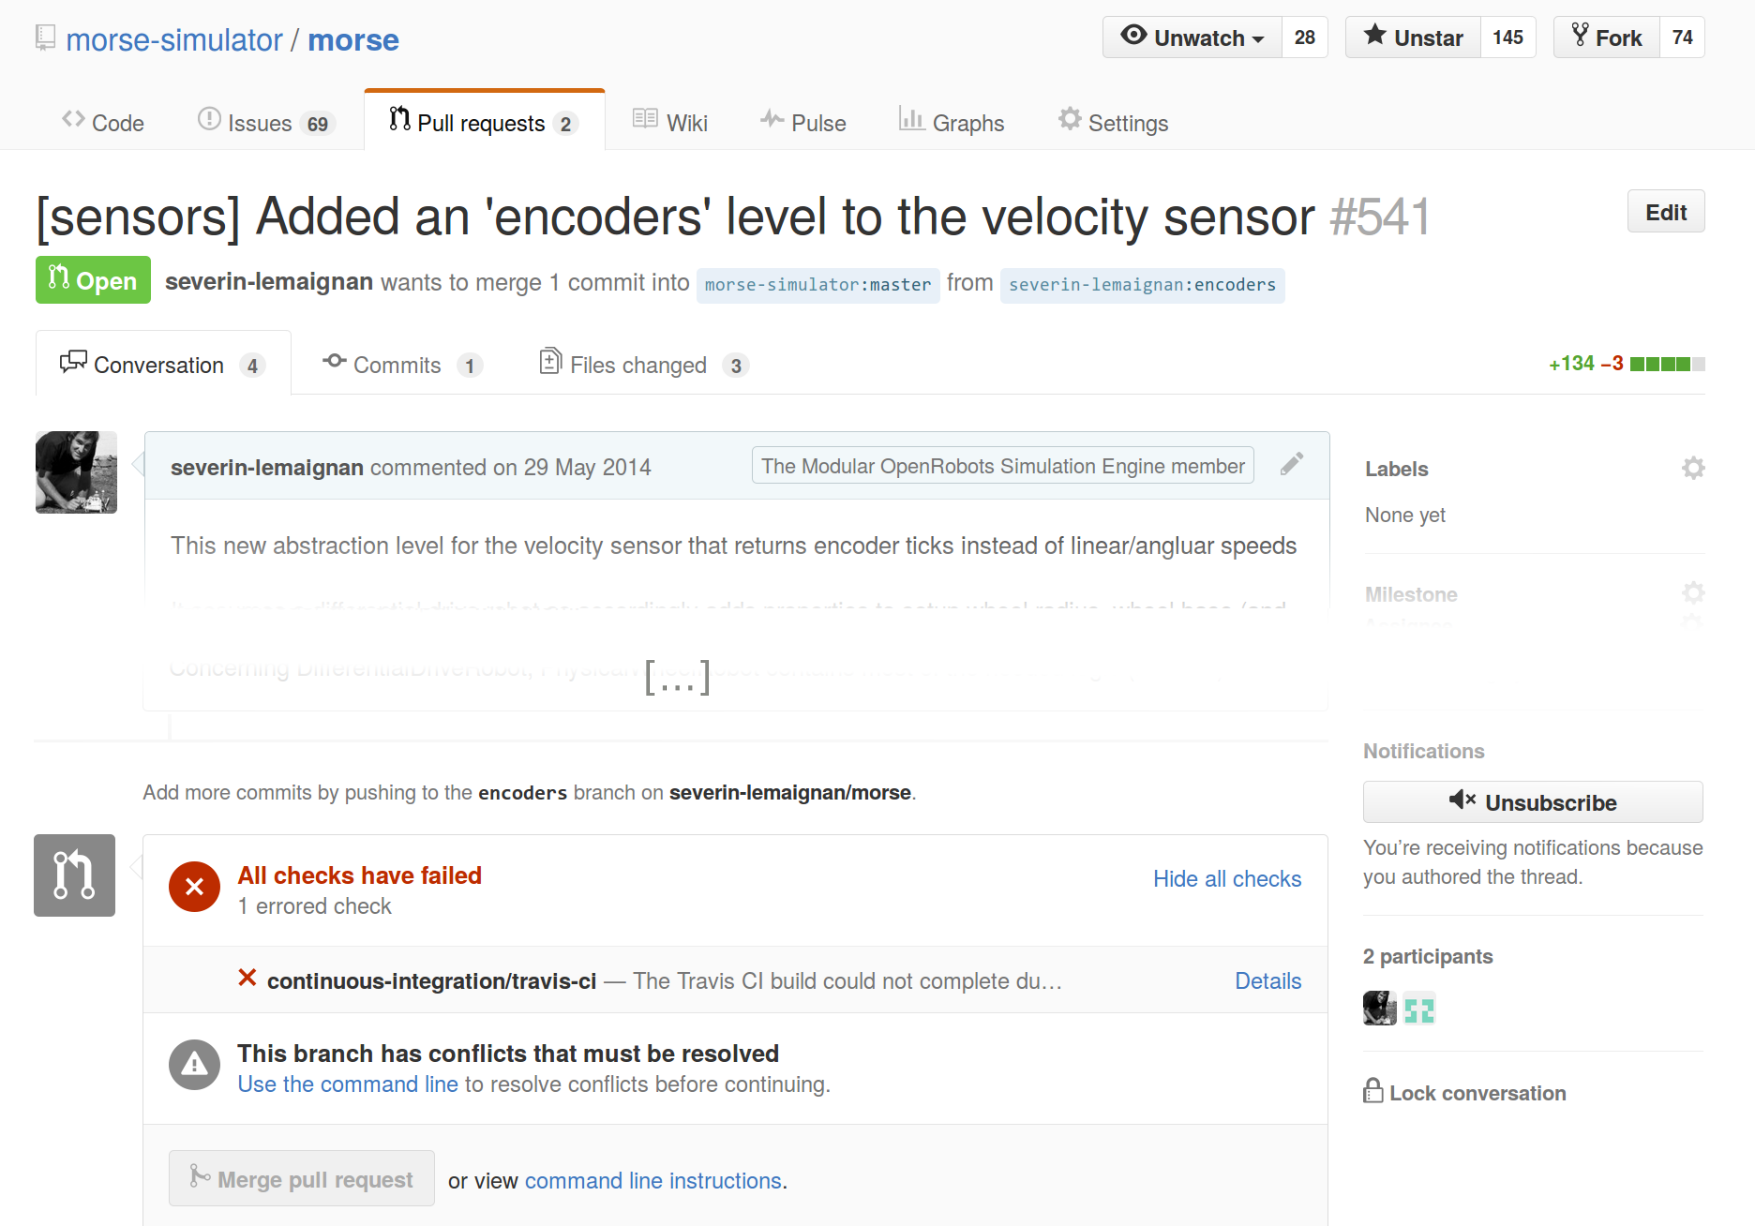 morse-simulator / morse
Unwatch 28
Unstar 145
Fork 74
Code
Issues 69
Pull requests 2
Wiki
Pulse
Graphs
Settings
[sensors] Added an 'encoders' level to the velocity sensor #541
Edit
Open
severin-lemaignan wants to merge 1 commit into morse-simulator:master from severin-lemaignan:encoders
Conversation 4
Commits 1
Files changed 3
+134 −3
severin-lemaignan commented on 29 May 2014
The Modular OpenRobots Simulation Engine member
This new abstraction level for the velocity sensor that returns encoder ticks instead of linear/angluar speeds
Concerning DifferentialDriveRobot,
[...]
Labels
None yet
Milestone
Assignee
Notifications
Unsubscribe
You’re receiving notifications because
you authored the thread.
2 participants
Lock conversation
Add more commits by pushing to the encoders branch on severin-lemaignan/morse.
All checks have failed
1 errored check
Hide all checks
continuous-integration/travis-ci — The Travis CI build could not complete du…
Details
This branch has conflicts that must be resolved
Use the command line to resolve conflicts before continuing.
Merge pull request
or view command line instructions.